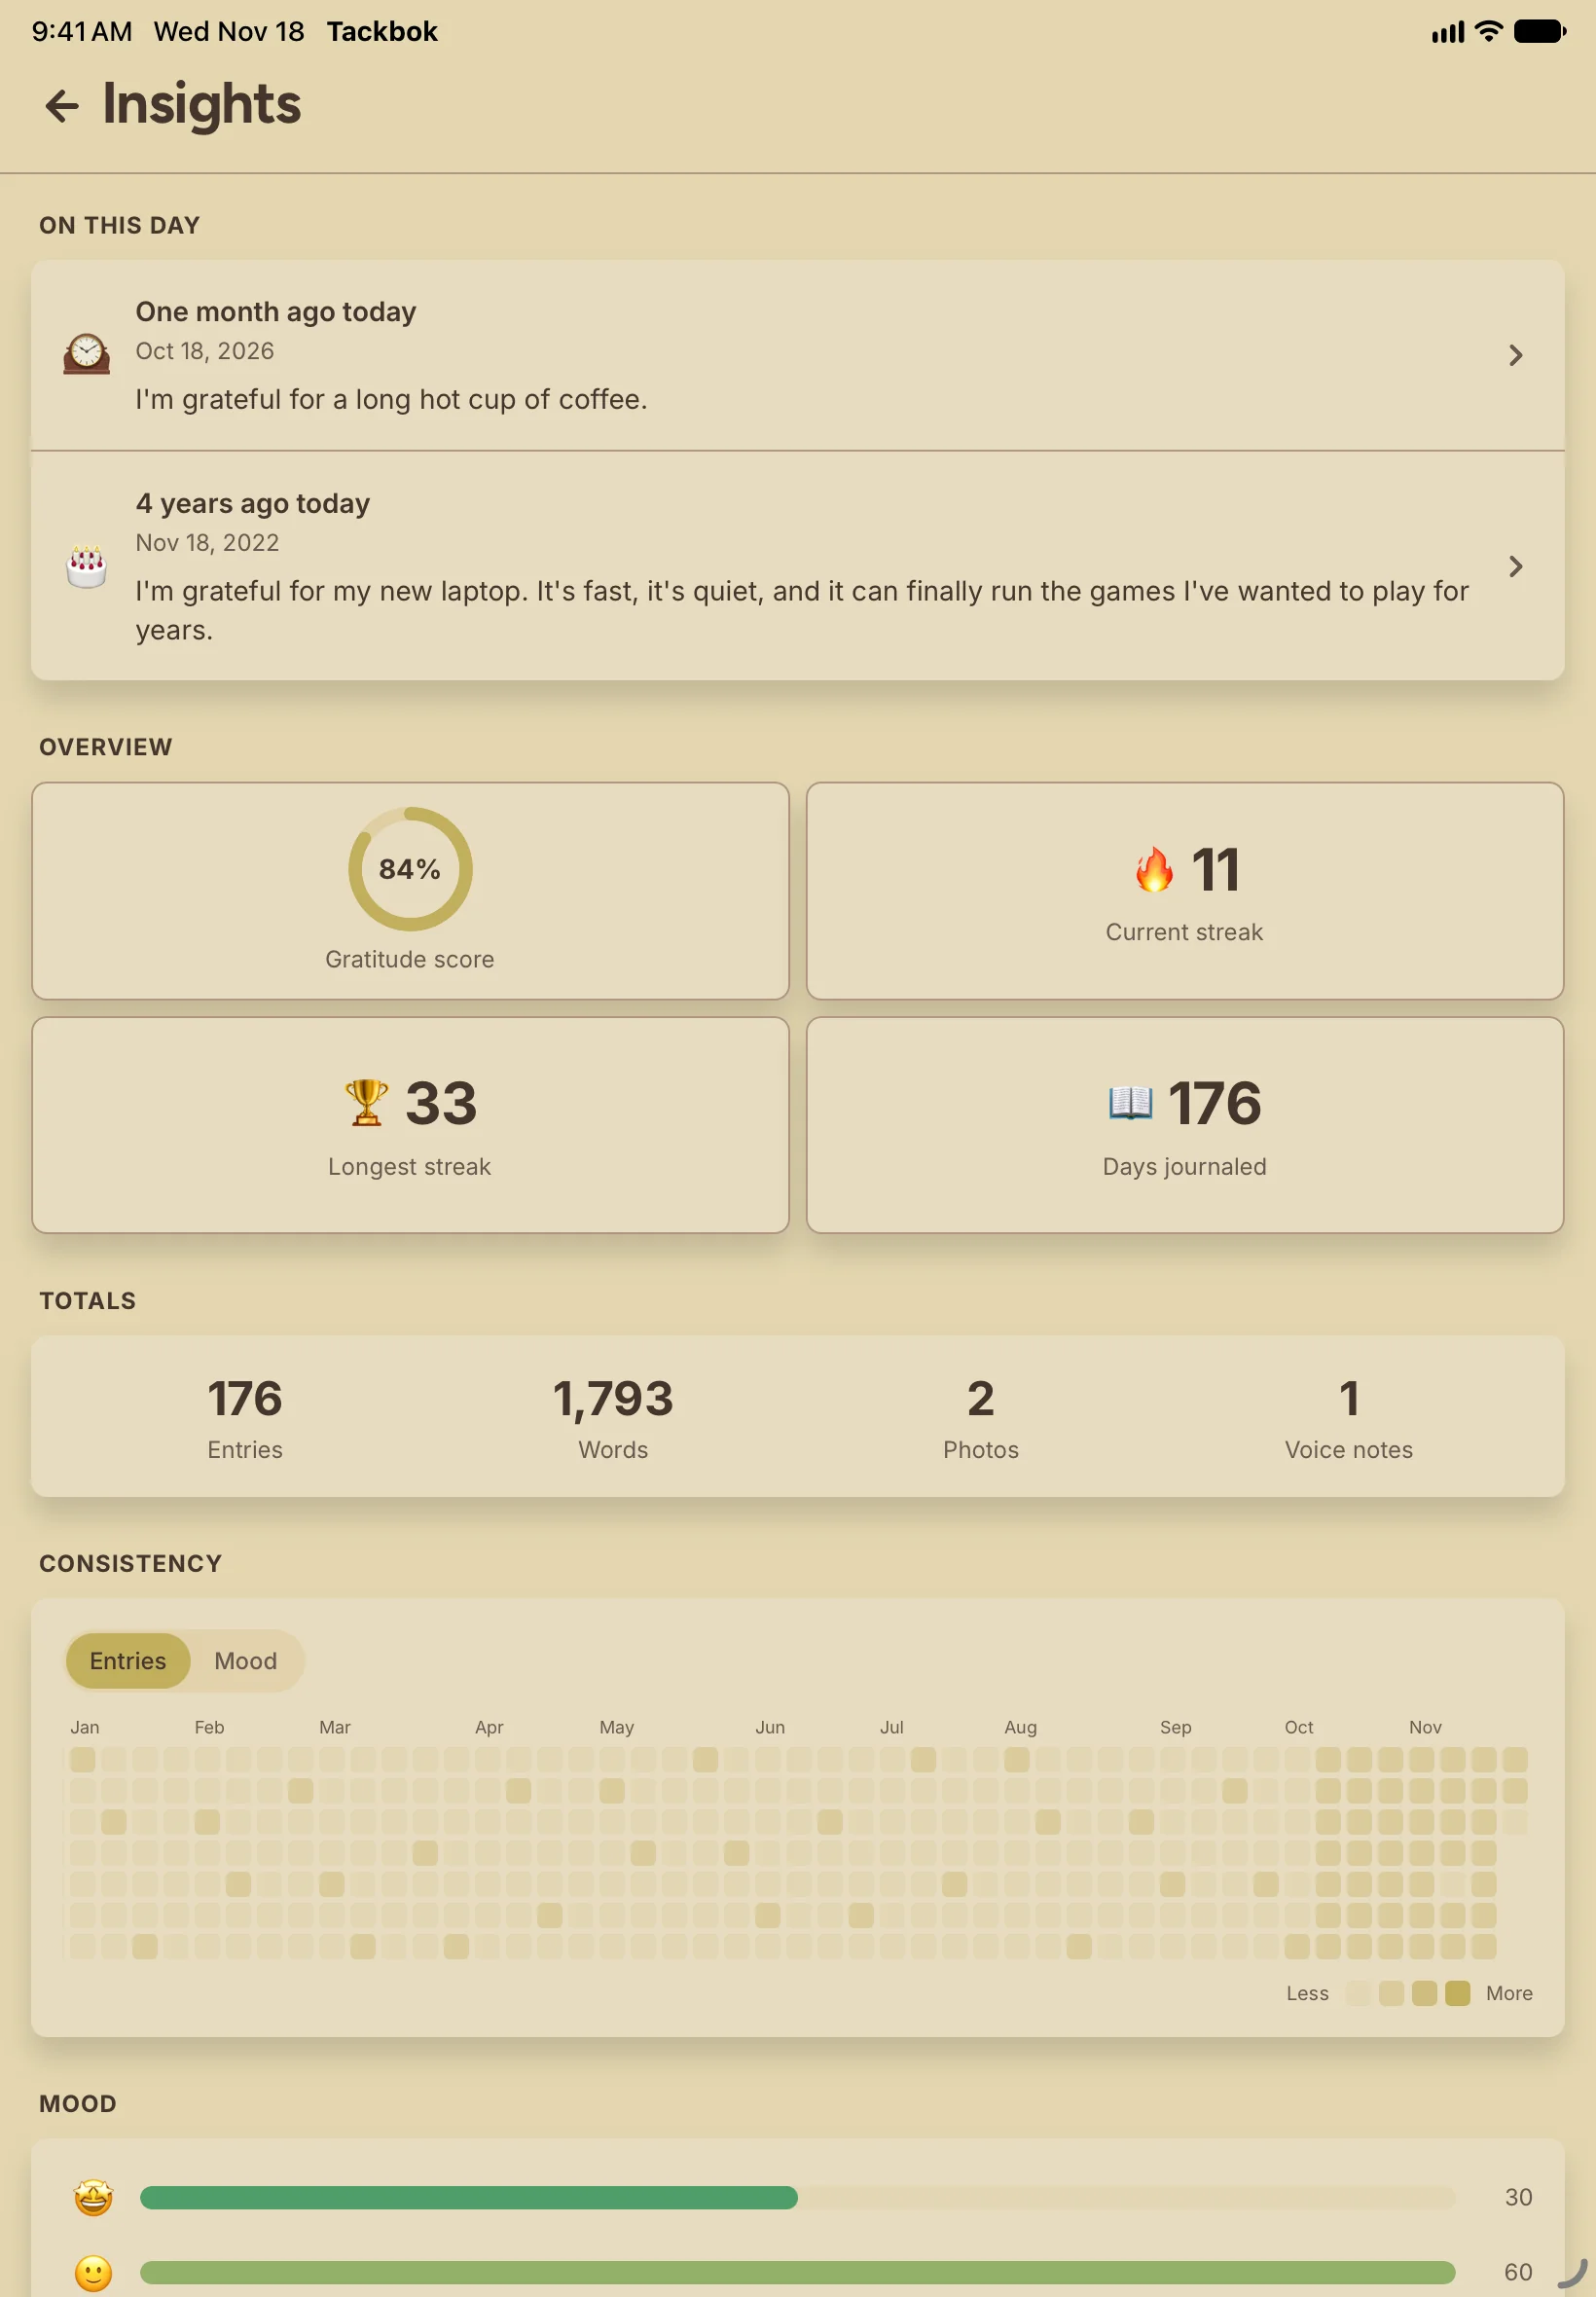 9:41 AM Wed Nov 18 Tackbok
Insights
ON THIS DAY
One month ago today
Oct 18, 2026
I'm grateful for a long hot cup of coffee.
4 years ago today
Nov 18, 2022
I'm grateful for my new laptop. It's fast, it's quiet, and it can finally run the games I've wanted to play for
years.
OVERVIEW
84%
Gratitude score
11
Current streak
33
Longest streak
176
Days journaled
TOTALS
176 1,793 2 1
Entries Words Photos Voice notes
CONSISTENCY
Entries Mood
Jan Feb Mar Apr May Jun Jul Aug Sep Oct Nov
Less More
MOOD
30
60